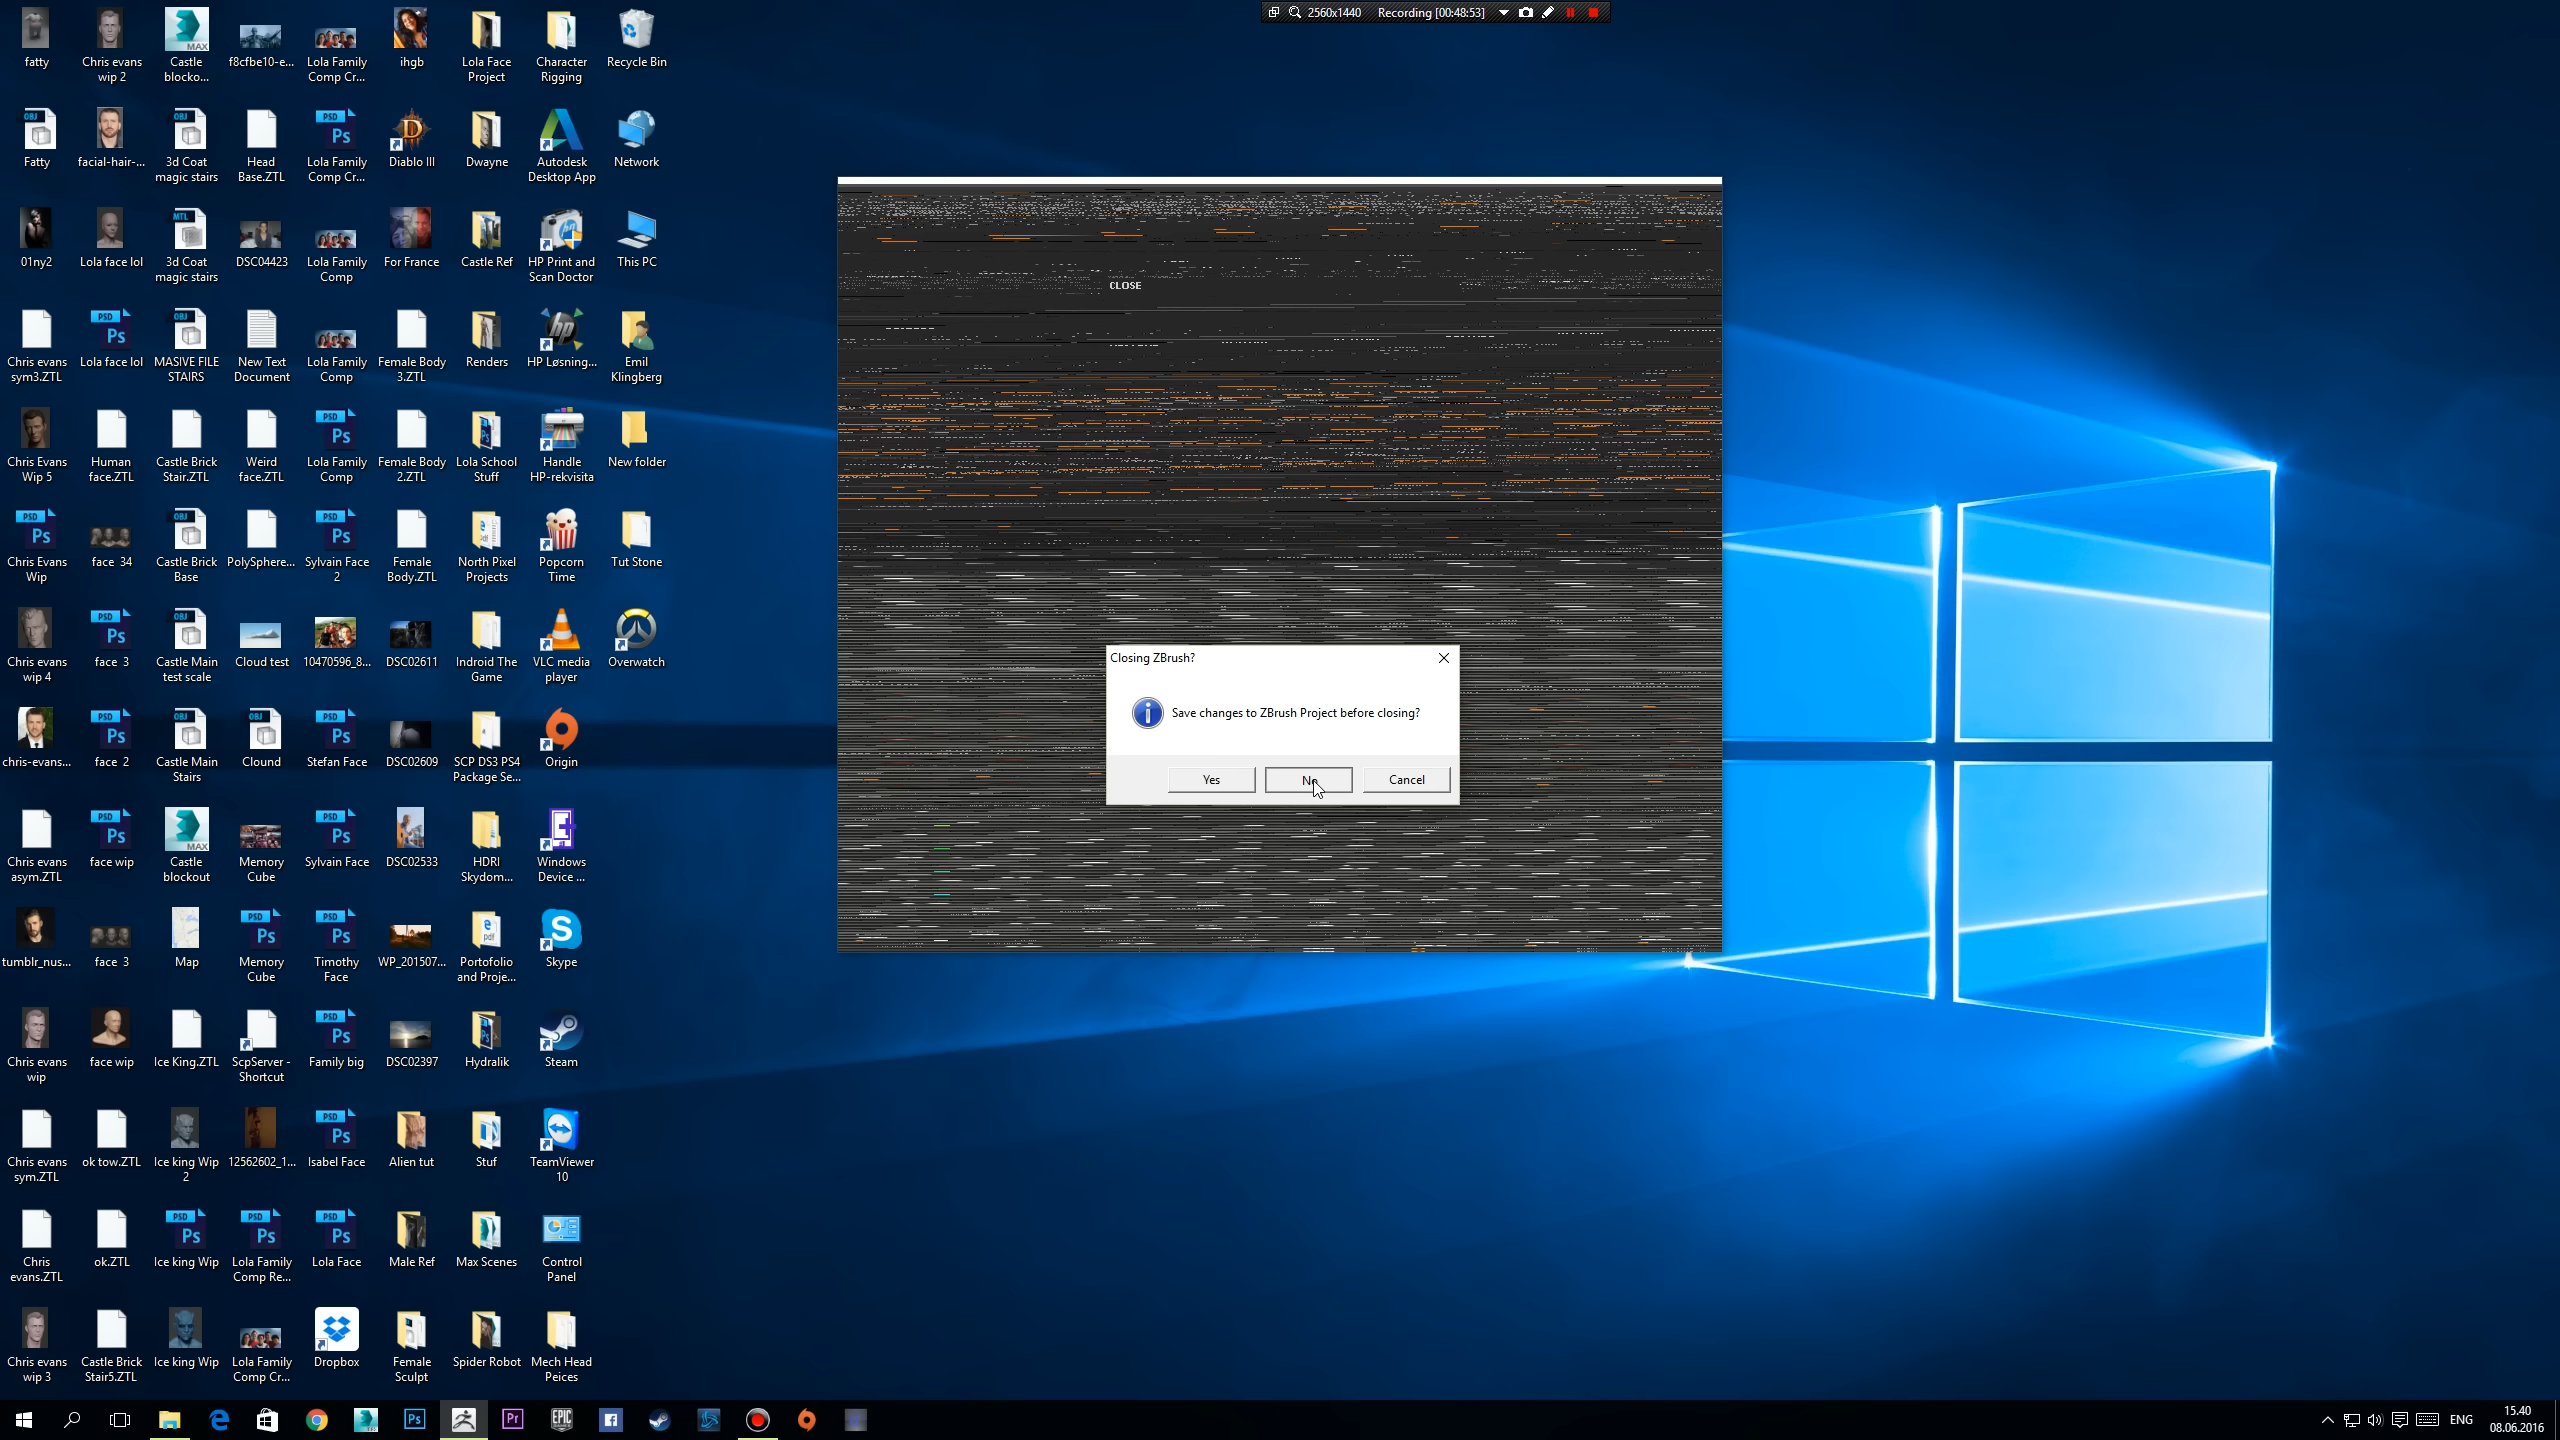 2560x1440 Recording [00:48:53]
fatty
Chris evans
wip 2
Castle
blocko...
f8cfbe10-e...
Lola Family
Comp Cr...
ihgb
Lola Face
Project
Character
Rigging
Recycle Bin
Fatty
facial-hair-...
3d Coat
magic stairs
Head
Base.ZTL
Lola Family
Comp Cr...
Diablo III
Dwayne
Autodesk
Desktop App
Network
01ny2
Lola face lol
3d Coat
magic stairs
DSC04423
Lola Family
Comp
For France
Castle Ref
HP Print and
Scan Doctor
This PC
Chris evans
sym3.ZTL
Lola face lol
MASIVE FILE
STAIRS
New Text
Document
Lola Family
Comp
Female Body
3.ZTL
Renders
HP Løsning...
Emil
Klingberg
Chris Evans
Wip 5
Human
face.ZTL
Castle Brick
Stair.ZTL
Weird
face.ZTL
Lola Family
Comp
Female Body
2.ZTL
Lola School
Stuff
Handle
HP-rekvisita
New folder
Chris Evans
Wip
face 34
Castle Brick
Base
PolySphere...
Sylvain Face
2
Female
Body.ZTL
North Pixel
Projects
Popcorn
Time
Tut Stone
Chris evans
wip 4
face 3
Castle Main
test scale
Cloud test
10470596_8...
DSC02611
Indroid The
Game
VLC media
player
Overwatch
chris-evans...
face 2
Castle Main
Stairs
Clound
Stefan Face
DSC02609
SCP DS3 PS4
Package Se...
Origin
Chris evans
asym.ZTL
face wip
Castle
blockout
Memory
Cube
Sylvain Face
DSC02533
HDRI
Skydom...
Windows
Device ...
tumblr_nus...
face 3
Map
Memory
Cube
Timothy
Face
WP_201507...
Portofolio
and Proje...
Skype
Chris evans
wip
face wip
Ice King.ZTL
ScpServer -
Shortcut
Family big
DSC02397
Hydralik
Steam
Chris evans
sym.ZTL
ok tow.ZTL
Ice king Wip
2
12562602_1...
Isabel Face
Alien tut
Stuf
TeamViewer
10
Chris
evans.ZTL
ok.ZTL
Ice king Wip
Lola Family
Comp Re...
Lola Face
Male Ref
Max Scenes
Control
Panel
Chris evans
wip 3
Castle Brick
Stair5.ZTL
Ice king Wip
Lola Family
Comp Cr...
Dropbox
Female
Sculpt
Spider Robot
Mech Head
Peices
CLOSE
Closing ZBrush?
Save changes to ZBrush Project before closing?
Yes No Cancel
ENG
15.40
08.06.2016